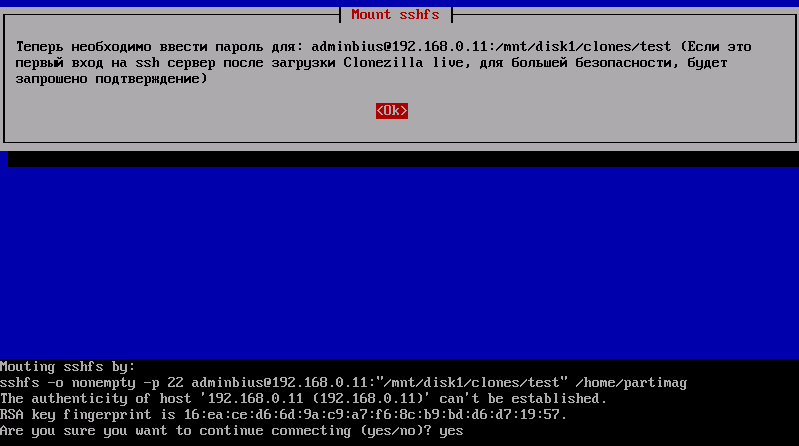 Mount sshfs
Теперь необходимо ввести пароль для: adminbius@192.168.0.11:/mnt/disk1/clones/test (Если это
первый вход на ssh сервер после загрузки Clonezilla live, для большей безопасности, будет
запрошено подтверждение)
<Ok>
Mouting sshfs by:
sshfs -o nonempty -p 22 adminbius@192.168.0.11:"/mnt/disk1/clones/test" /home/partimag
The authenticity of host '192.168.0.11 (192.168.0.11)' can't be established.
RSA key fingerprint is 16:ea:ce:d6:6d:9a:c9:a7:f6:8c:b9:bd:d6:d7:19:57.
Are you sure you want to continue connecting (yes/no)? yes